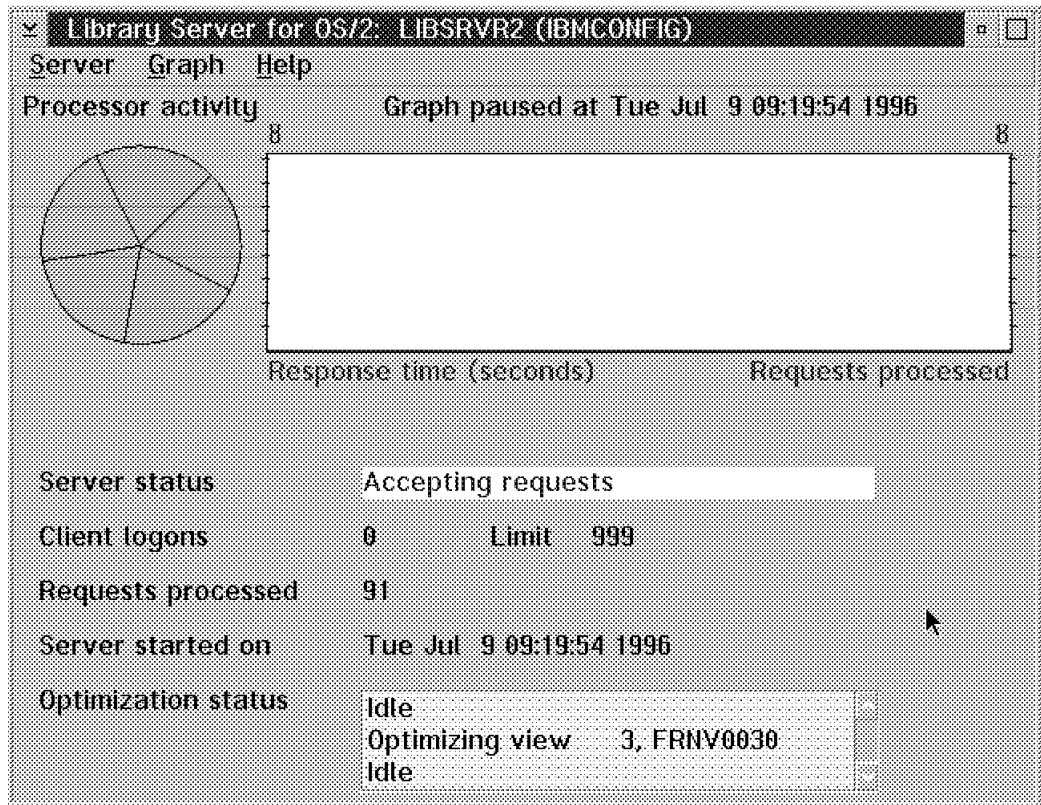 Library Server for OS/2: LIBSRVR2 (IBMCONFIG)
Server Graph Help
Processor activity Graph paused at Tue Jul 9 09:19:54 1996
8 8
Response time (seconds) Requests processed
Server status Accepting requests
Client logons 0 Limit 999
Requests processed 91
Server started on Tue Jul 9 09:19:54 1996
Optimization status Idle
Optimizing view 3, FRNV0030
Idle